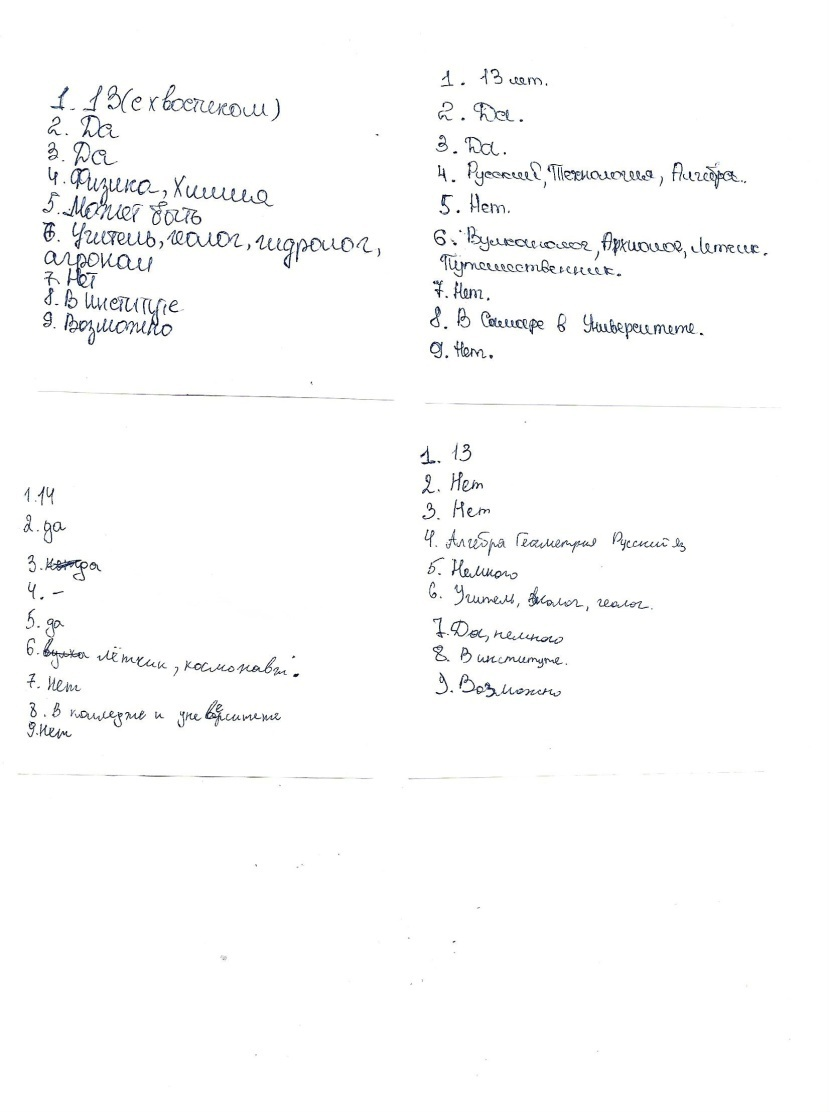 1. 13(с хвостиком)
2. Да
3. Да
4. Физика, Химия
5. Может быть
6. Учитель, геолог, гидролог,
агроном
7. Нет
8. В институте
9. Возможно
1. 13 лет.
2. Да.
3. Да.
4. Русский, Технология, Алгебра..
5. Нет.
6. Вулканолог, Архиолог, Летчик.
Путешественник.
7. Нет.
8. В Самаре в Университете.
9. Нет.
1. 14
2. да
3. да
4. –
5. да
6. лётчик, космонавт.
7. Нет
8. В колледже и университете
9. Нет
1. 13
2. Нет
3. Нет
4. Алгебра Геометрия Русский яз
5. Немного
6. Учитель, эколог, геолог.
7. Да, немного
8. В институте.
9. Возможно